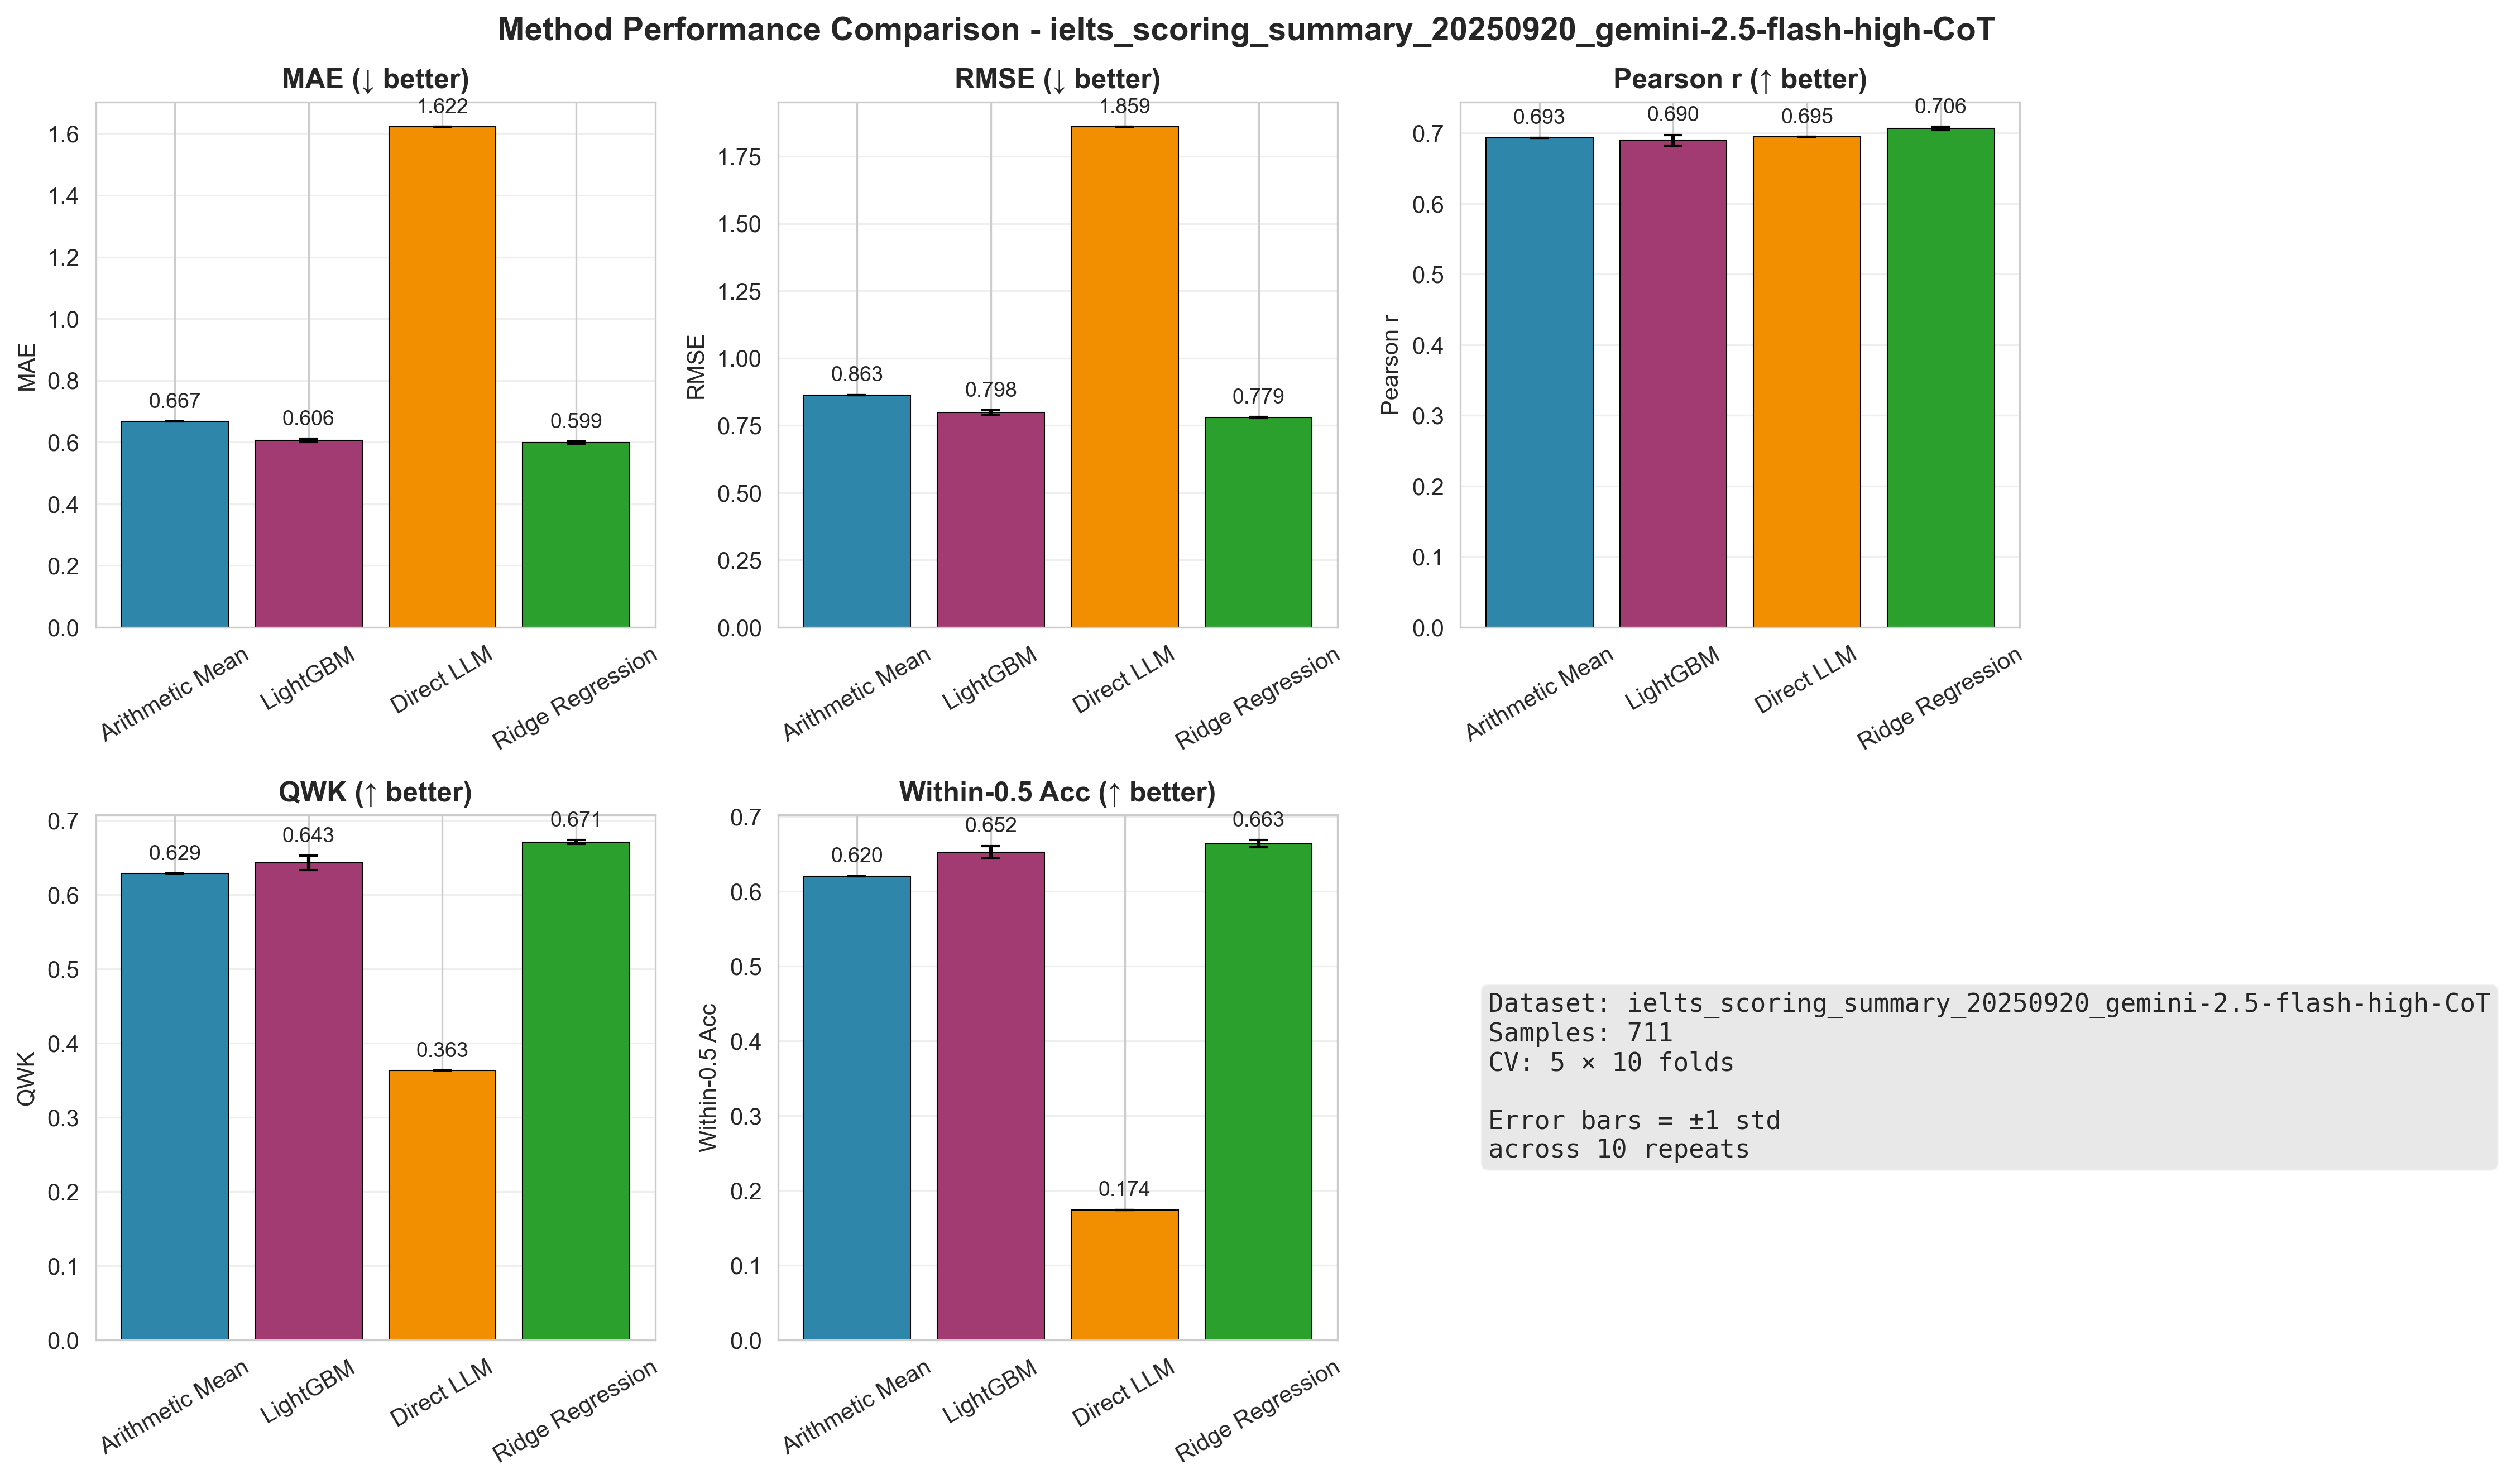 Method Performance Comparison - ielts_scoring_summary_20250920_gemini-2.5-flash-high-CoT
MAE (↓ better)
MAE
1.6
1.4
1.2
1.0
0.8
0.6
0.4
0.2
0.0
0.667
0.606
1.622
0.599
Arithmetic Mean
LightGBM
Direct LLM
Ridge Regression
RMSE (↓ better)
RMSE
1.75
1.50
1.25
1.00
0.75
0.50
0.25
0.00
0.863
0.798
1.859
0.779
Arithmetic Mean
LightGBM
Direct LLM
Ridge Regression
Pearson r (↑ better)
Pearson r
0.7
0.6
0.5
0.4
0.3
0.2
0.1
0.0
0.693
0.690
0.695
0.706
Arithmetic Mean
LightGBM
Direct LLM
Ridge Regression
QWK (↑ better)
QWK
0.7
0.6
0.5
0.4
0.3
0.2
0.1
0.0
0.629
0.643
0.363
0.671
Arithmetic Mean
LightGBM
Direct LLM
Ridge Regression
Within-0.5 Acc (↑ better)
Within-0.5 Acc
0.7
0.6
0.5
0.4
0.3
0.2
0.1
0.0
0.620
0.652
0.174
0.663
Arithmetic Mean
LightGBM
Direct LLM
Ridge Regression
Dataset: ielts_scoring_summary_20250920_gemini-2.5-flash-high-CoT
Samples: 711
CV: 5 × 10 folds
Error bars = ±1 std
across 10 repeats